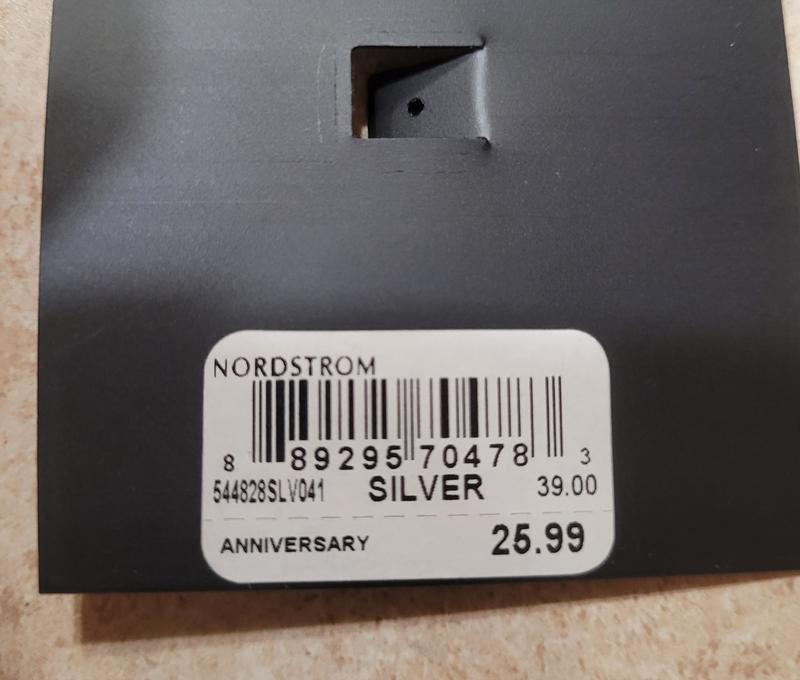 NORDSTROM
8 89295 70478 3
544828SLV041 SILVER 39.00
ANNIVERSARY 25.99